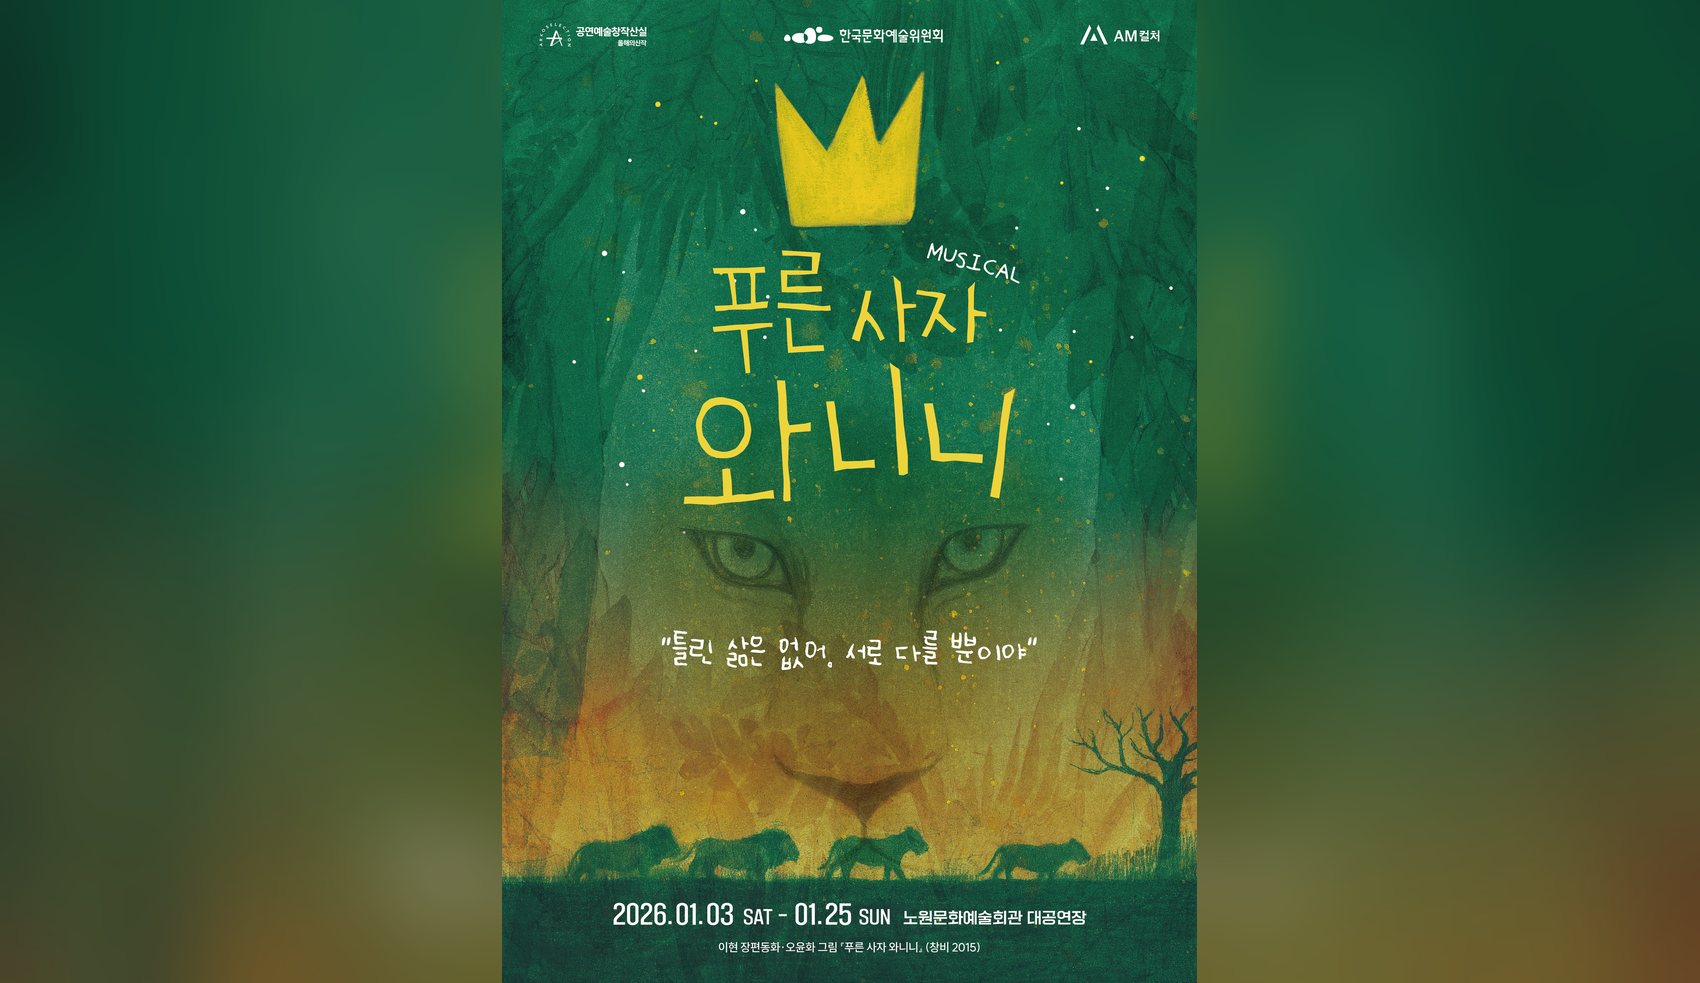 ARKO SELECTION
공연예술창작산실
올해의신작
한국문화예술위원회
AM컬처
MUSICAL
푸른 사자
와니니
"틀린 삶은 없어. 서로 다를 뿐이야"
2026.01.03 SAT - 01.25 SUN 노원문화예술회관 대공연장
이현 장편동화·오윤화 그림 『푸른 사자 와니니』 (창비 2015)